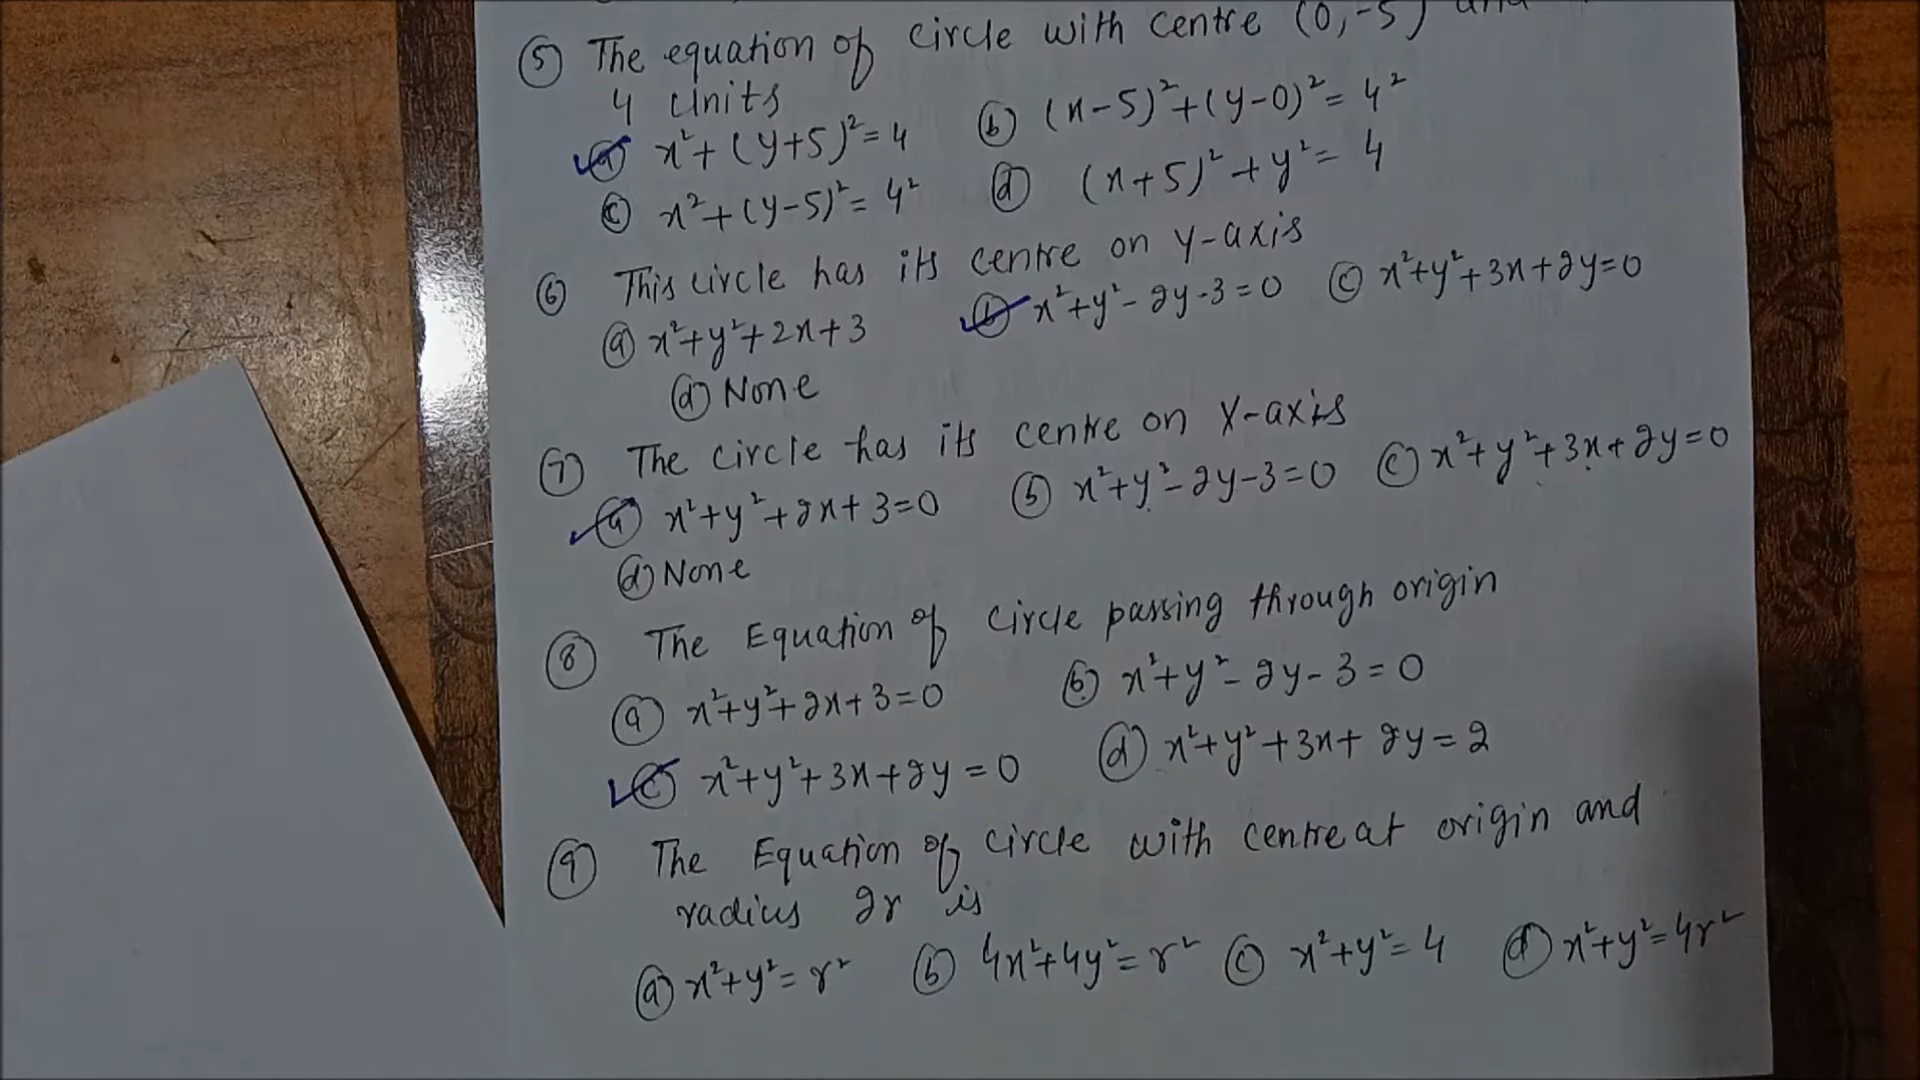 ⑤ The equation of circle with centre (0,-5) and
4 units
ⓐ x²+(y+5)²=4 ⓑ (x-5)²+(y-0)²=4²
ⓒ x²+(y-5)²=4² ⓓ (x+5)²+y²=4
⑥ This circle has its centre on Y-axis
ⓐ x²+y²+2x+3 ⓑ x²+y²-2y-3=0 ⓒ x²+y²+3x+2y=0
ⓓ None
⑦ The circle has its centre on X-axis
ⓐ x²+y²+2x+3=0 ⓑ x²+y²-2y-3=0 ⓒ x²+y²+3x+2y=0
ⓓ None
⑧ The Equation of circle passing through origin
ⓐ x²+y²+2x+3=0 ⓑ x²+y²-2y-3=0
ⓒ x²+y²+3x+2y=0 ⓓ x²+y²+3x+2y=2
⑨ The Equation of circle with centre at origin and
radius 2r is
ⓐ x²+y²=r² ⓑ 4x²+4y²=r² ⓒ x²+y²=4 ⓓ x²+y²=4r²